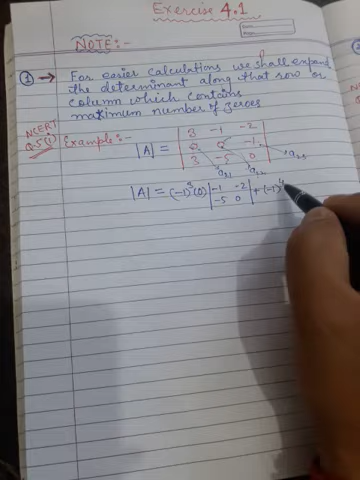 Exercise 4.1
NOTE:-
① → For easier calculations we shall expand
the determinant along that row or
column which contains
maximum number of zeroes
NCERT
Q.5(i) Example:-
|A| = | 3 -1 -2 |
| 0 0 -1 | → a₂₃
| 3 -5 0 |
a₂₁ a₂₂
|A| = (-1)³(0) | -1 -2 | + (-1)⁴
| -5 0 |